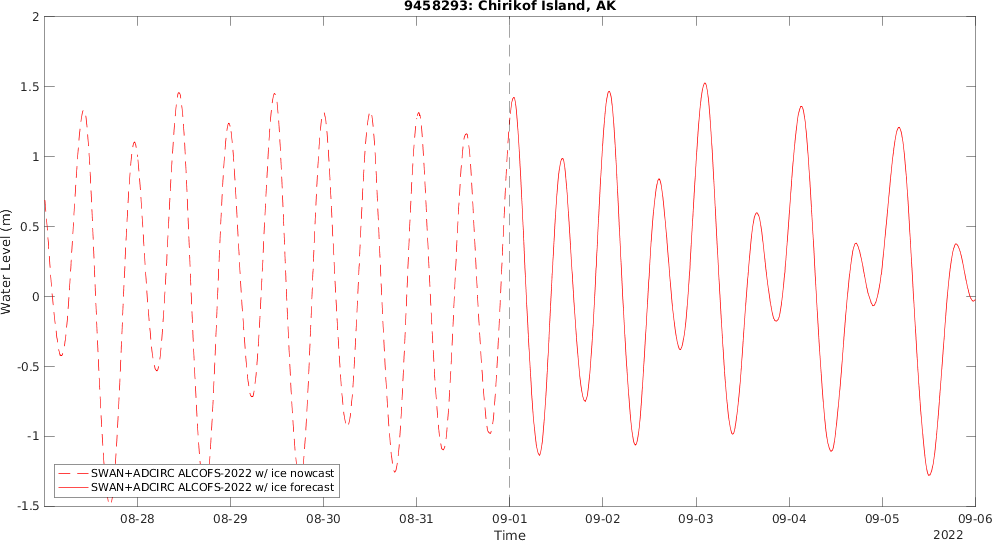 9458293: Chirikof Island, AK
2
1.5
1
0.5
0
-0.5
-1
-1.5
Water Level (m)
SWAN+ADCIRC ALCOFS-2022 w/ ice nowcast
SWAN+ADCIRC ALCOFS-2022 w/ ice forecast
08-28 08-29 08-30 08-31 09-01 09-02 09-03 09-04 09-05 09-06
Time
2022